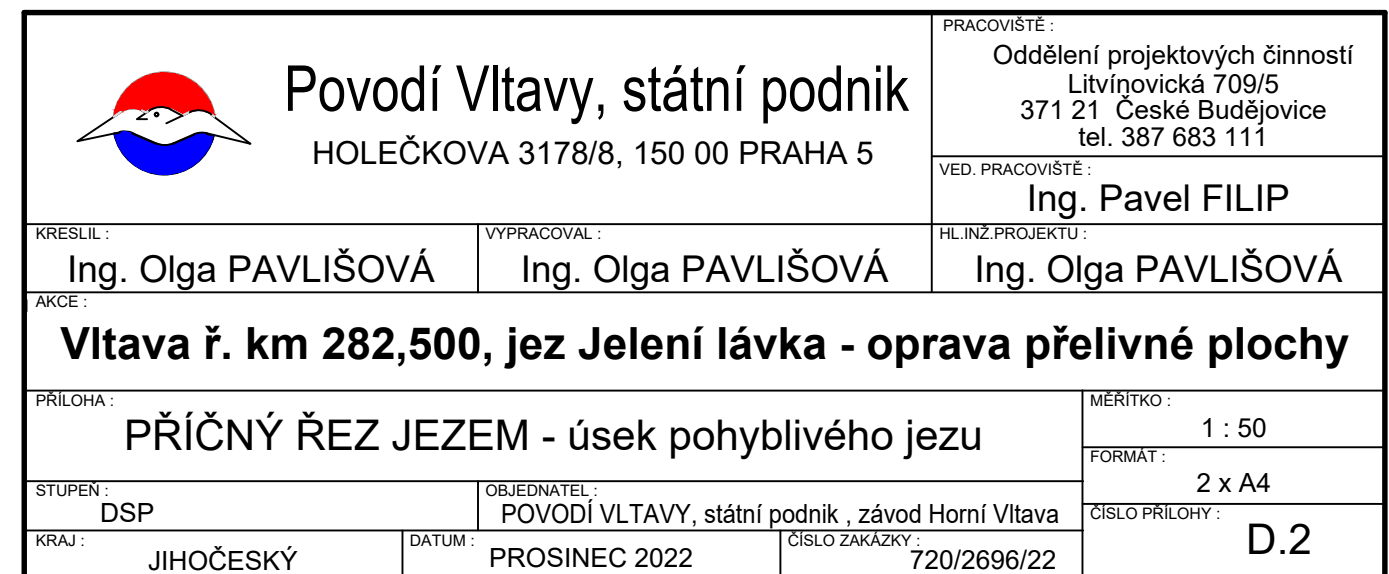 Povodí Vltavy, státní podnik
HOLEČKOVA 3178/8, 150 00 PRAHA 5
PRACOVIŠTĚ :
Oddělení projektových činností
Litvínovická 709/5
371 21 České Budějovice
tel. 387 683 111
VED. PRACOVIŠTĚ :
Ing. Pavel FILIP
KRESLIL :
Ing. Olga PAVLIŠOVÁ
VYPRACOVAL :
Ing. Olga PAVLIŠOVÁ
HL.INŽ.PROJEKTU :
Ing. Olga PAVLIŠOVÁ
AKCE :
Vltava ř. km 282,500, jez Jelení lávka - oprava přelivné plochy
PŘÍLOHA :
PŘÍČNÝ ŘEZ JEZEM - úsek pohyblivého jezu
MĚŘÍTKO :
1 : 50
FORMÁT :
2 x A4
STUPEŇ :
DSP
OBJEDNATEL :
POVODÍ VLTAVY, státní podnik , závod Horní Vltava
ČÍSLO PŘÍLOHY :
D.2
KRAJ :
JIHOČESKÝ
DATUM :
PROSINEC 2022
ČÍSLO ZAKÁZKY :
720/2696/22